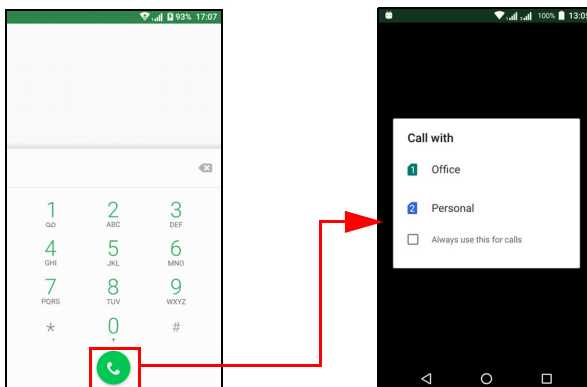 93% 17:07
1 2 3
ABC DEF
4 5 6
GHI JKL MNO
7 8 9
PQRS TUV WXYZ
* 0 #
+
100% 13:05
Call with
1 Office
2 Personal
Always use this for calls